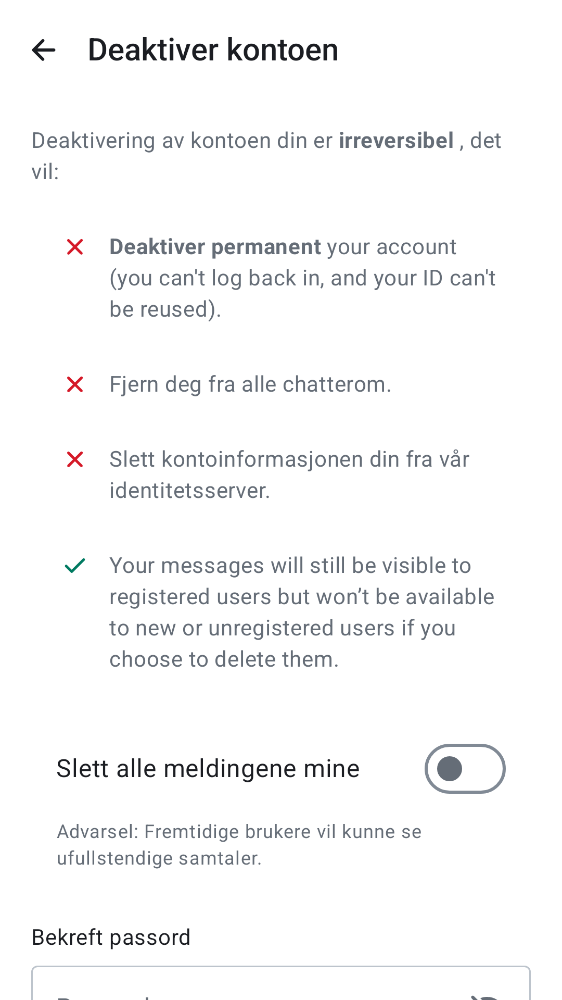 Deaktiver kontoen
Deaktivering av kontoen din er irreversibel , det
vil:
Deaktiver permanent your account
(you can't log back in, and your ID can't
be reused).
Fjern deg fra alle chatterom.
Slett kontoinformasjonen din fra vår
identitetsserver.
Your messages will still be visible to
registered users but won’t be available
to new or unregistered users if you
choose to delete them.
Slett alle meldingene mine
Advarsel: Fremtidige brukere vil kunne se
ufullstendige samtaler.
Bekreft passord